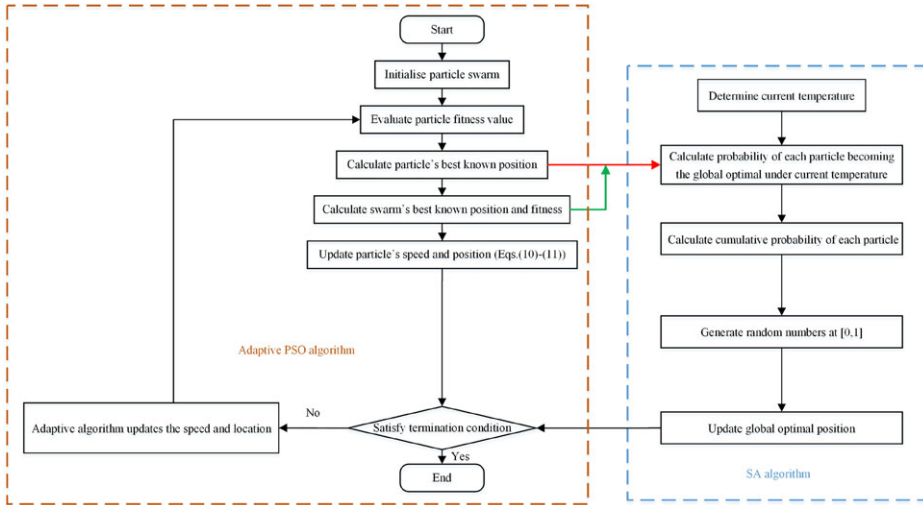 Start
Initialise particle swarm
Evaluate particle fitness value
Calculate particle's best known position
Calculate swarm's best known position and fitness
Update particle's speed and position (Eqs.(10)-(11))
Adaptive PSO algorithm
No
Adaptive algorithm updates the speed and location
Satisfy termination condition
Yes
End
Determine current temperature
Calculate probability of each particle becoming
the global optimal under current temperature
Calculate cumulative probability of each particle
Generate random numbers at [0,1]
Update global optimal position
SA algorithm